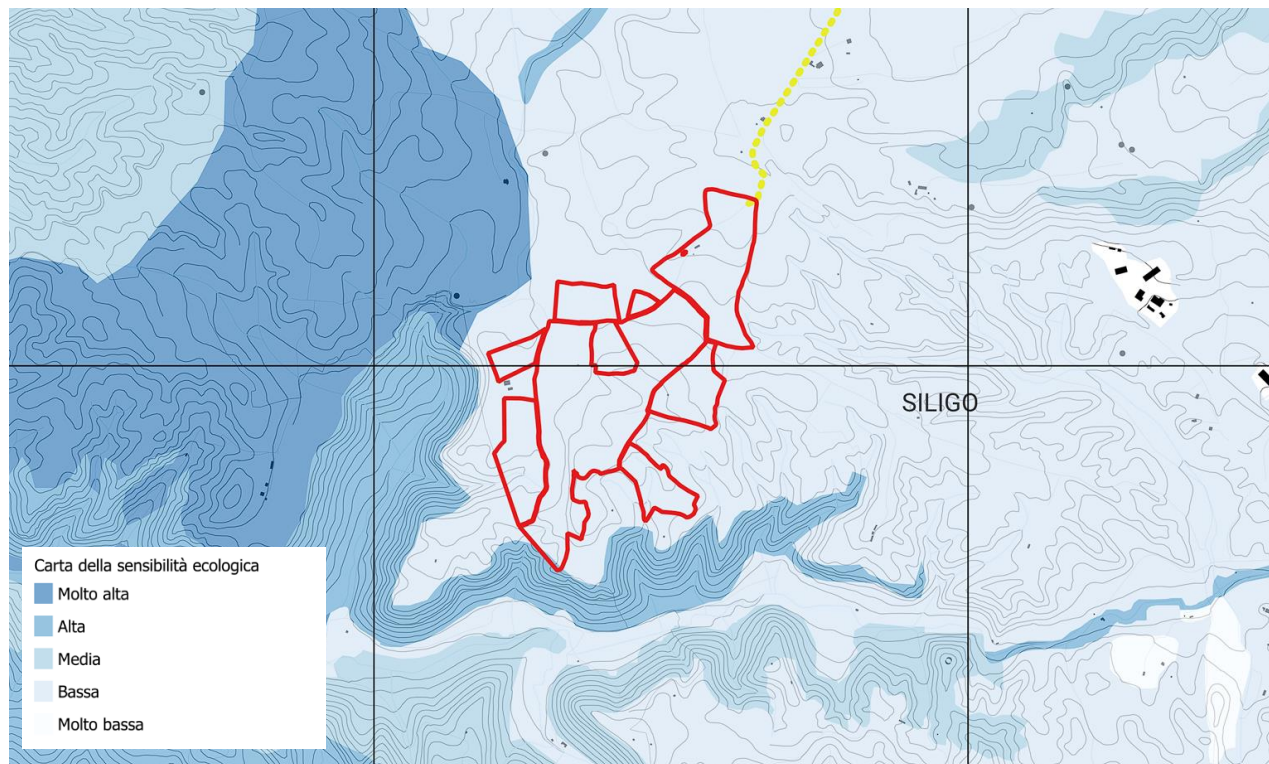 SILIGO
Carta della sensibilità ecologica
Molto alta
Alta
Media
Bassa
Molto bassa